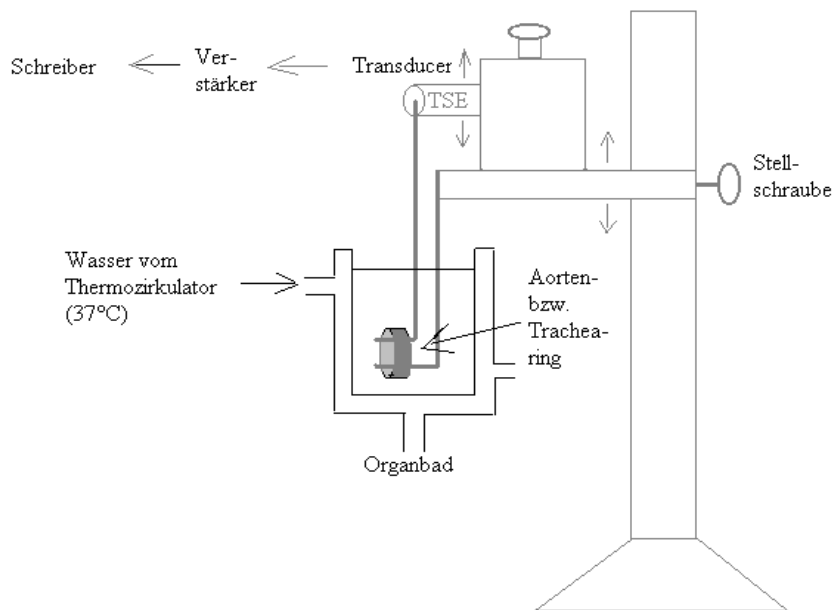 Schreiber
Ver-
stärker
Transducer
TSE
Stell-
schraube
Wasser vom
Thermozirkulator
(37°C)
Aorten-
bzw.
Trachea-
ring
Organbad